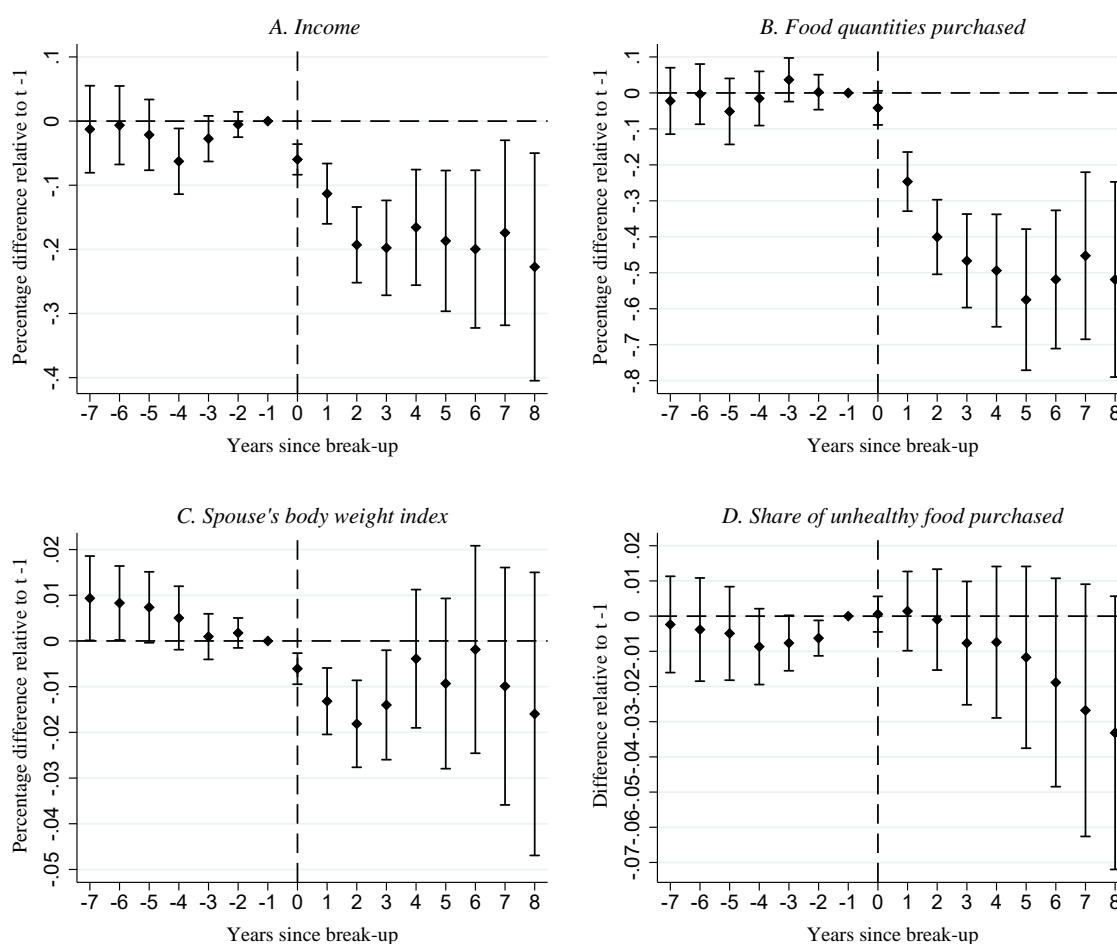 A. Income
Percentage difference relative to t -1
.1
0
-.1
-.2
-.3
-.4
-7 -6 -5 -4 -3 -2 -1 0 1 2 3 4 5 6 7 8
Years since break-up
B. Food quantities purchased
Percentage difference relative to t -1
.1
0
-.1
-.2
-.3
-.4
-.5
-.6
-.7
-.8
-7 -6 -5 -4 -3 -2 -1 0 1 2 3 4 5 6 7 8
Years since break-up
C. Spouse's body weight index
Percentage difference relative to t -1
.02
.01
0
-.01
-.02
-.03
-.04
-.05
-7 -6 -5 -4 -3 -2 -1 0 1 2 3 4 5 6 7 8
Years since break-up
D. Share of unhealthy food purchased
Difference relative to t -1
.02
.01
0
-.01
-.02
-.03
-.04
-.05
-.06
-.07
-7 -6 -5 -4 -3 -2 -1 0 1 2 3 4 5 6 7 8
Years since break-up